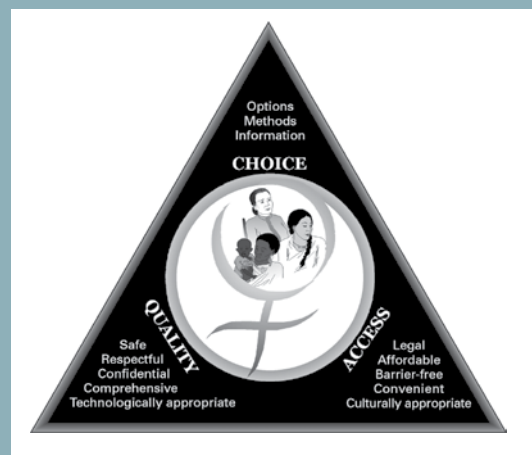 Options
Methods
Information
CHOICE
QUALITY
Safe
Respectful
Confidential
Comprehensive
Technologically appropriate
ACCESS
Legal
Affordable
Barrier-free
Convenient
Culturally appropriate